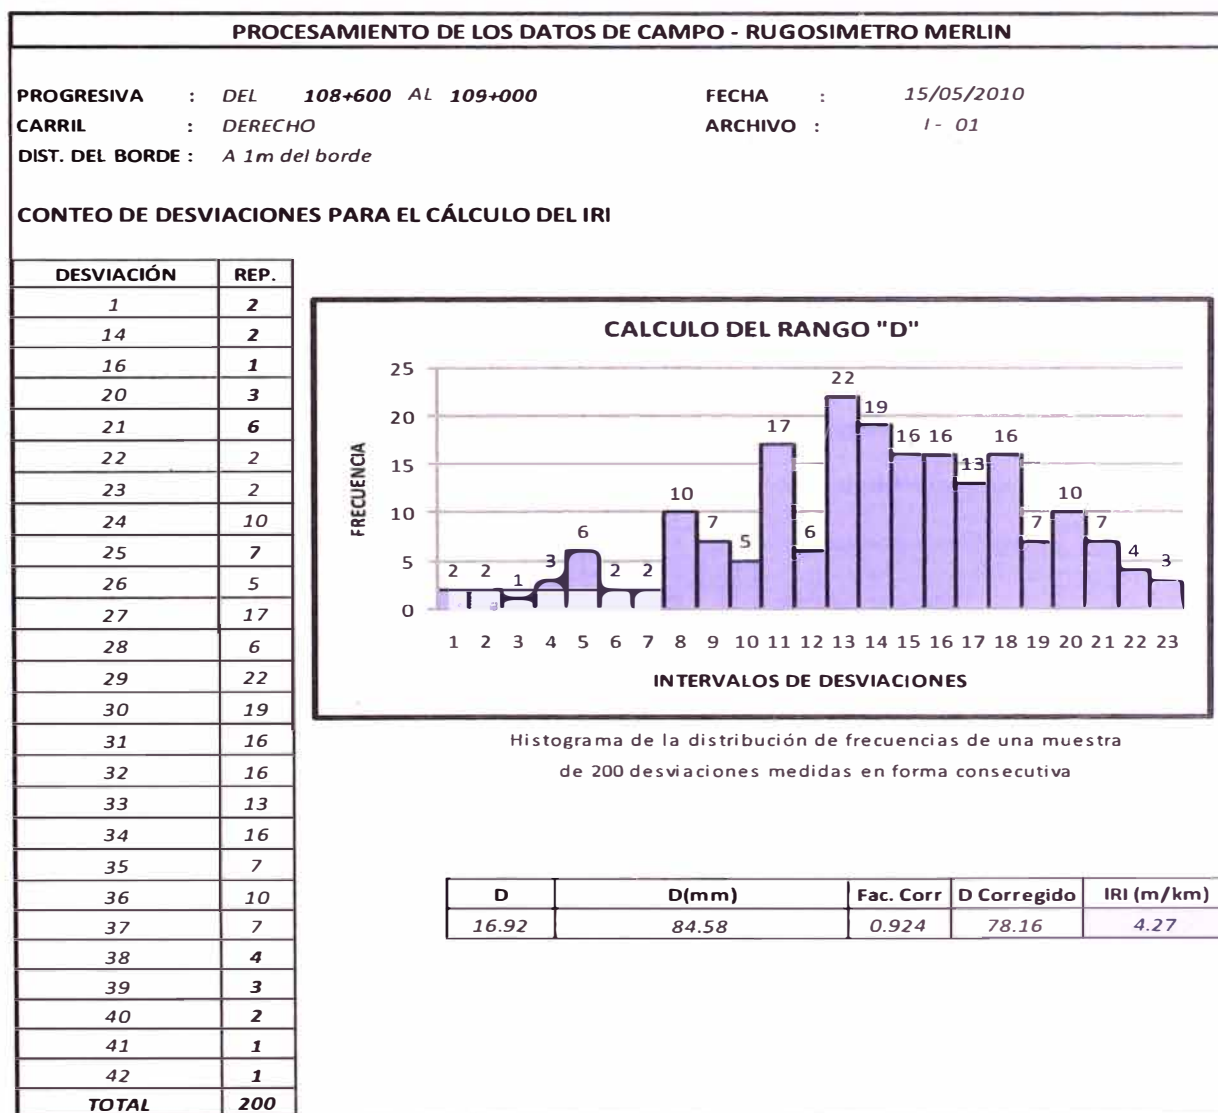 PROCESAMIENTO DE LOS DATOS DE CAMPO - RUGOSIMETRO MERLIN
PROGRESIVA : DEL 108+600 AL 109+000 FECHA : 15/05/2010
CARRIL : DERECHO ARCHIVO : I - 01
DIST. DEL BORDE : A 1m del borde
CONTEO DE DESVIACIONES PARA EL CÁLCULO DEL IRI
DESVIACIÓN REP.
1 2
14 2
16 1
20 3
21 6
22 2
23 2
24 10
25 7
26 5
27 17
28 6
29 22
30 19
31 16
32 16
33 13
34 16
35 7
36 10
37 7
38 4
39 3
40 2
41 1
42 1
TOTAL 200
CALCULO DEL RANGO "D"
FRECUENCIA
25
20
15
10
5
0
2 2 1 3 6 2 2 10 7 5 17 6 22 19 16 16 13 16 7 10 7 4 3
1 2 3 4 5 6 7 8 9 10 11 12 13 14 15 16 17 18 19 20 21 22 23
INTERVALOS DE DESVIACIONES
Histograma de la distribución de frecuencias de una muestra
de 200 desviaciones medidas en forma consecutiva
D D(mm) Fac. Corr D Corregido IRI (m/km)
16.92 84.58 0.924 78.16 4.27